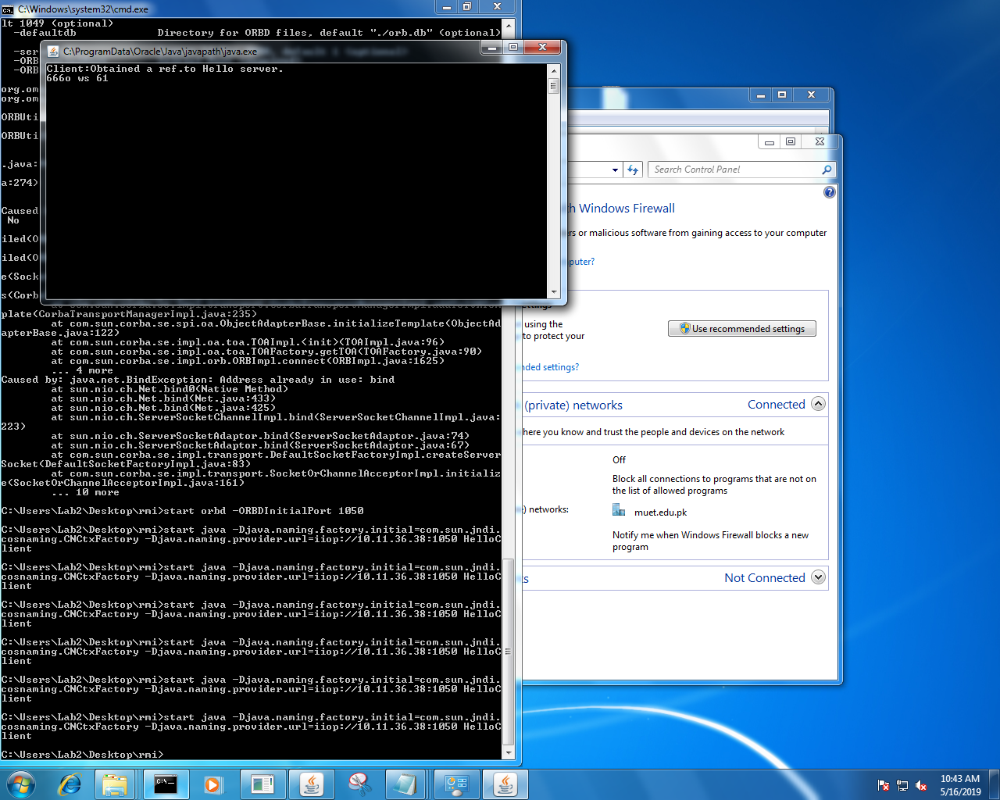 C:\Windows\system32\cmd.exe
lt 1049 (optional)
-defaultdb Directory for ORBD files, default "./orb.db" (optional)
-ser
-ORB
-ORB
org.om
org.om
ORBUti
ORBUti
.java:
a:274)
Caused
No
iled(O
iled(O
e(Sock
s(Corb
plate(CorbaTransportManagerImpl.java:235)
at com.sun.corba.se.spi.oa.ObjectAdapterBase.initializeTemplate(ObjectAd
apterBase.java:122)
at com.sun.corba.se.impl.oa.toa.TOAImpl.<init>(TOAImpl.java:96)
at com.sun.corba.se.impl.oa.toa.TOAFactory.getTOA(TOAFactory.java:90)
at com.sun.corba.se.impl.orb.ORBImpl.connect(ORBImpl.java:1625)
... 4 more
Caused by: java.net.BindException: Address already in use: bind
at sun.nio.ch.Net.bind0(Native Method)
at sun.nio.ch.Net.bind(Net.java:433)
at sun.nio.ch.Net.bind(Net.java:425)
at sun.nio.ch.ServerSocketChannelImpl.bind(ServerSocketChannelImpl.java:
223)
at sun.nio.ch.ServerSocketAdaptor.bind(ServerSocketAdaptor.java:74)
at sun.nio.ch.ServerSocketAdaptor.bind(ServerSocketAdaptor.java:67)
at com.sun.corba.se.impl.transport.DefaultSocketFactoryImpl.createServer
Socket(DefaultSocketFactoryImpl.java:83)
at com.sun.corba.se.impl.transport.SocketOrChannelAcceptorImpl.initializ
e(SocketOrChannelAcceptorImpl.java:161)
... 10 more
C:\Users\Lab2\Desktop\rmi>start orbd -ORBDInitialPort 1050
C:\Users\Lab2\Desktop\rmi>start java -Djava.naming.factory.initial=com.sun.jndi.
cosnaming.CNCtxFactory -Djava.naming.provider.url=iiop://10.11.36.38:1050 HelloC
lient
C:\Users\Lab2\Desktop\rmi>start java -Djava.naming.factory.initial=com.sun.jndi.
cosnaming.CNCtxFactory -Djava.naming.provider.url=iiop://10.11.36.38:1050 HelloC
lient
C:\Users\Lab2\Desktop\rmi>start java -Djava.naming.factory.initial=com.sun.jndi.
cosnaming.CNCtxFactory -Djava.naming.provider.url=iiop://10.11.36.38:1050 HelloC
lient
C:\Users\Lab2\Desktop\rmi>start java -Djava.naming.factory.initial=com.sun.jndi.
cosnaming.CNCtxFactory -Djava.naming.provider.url=iiop://10.11.36.38:1050 HelloC
lient
C:\Users\Lab2\Desktop\rmi>start java -Djava.naming.factory.initial=com.sun.jndi.
cosnaming.CNCtxFactory -Djava.naming.provider.url=iiop://10.11.36.38:1050 HelloC
lient
C:\Users\Lab2\Desktop\rmi>start java -Djava.naming.factory.initial=com.sun.jndi.
cosnaming.CNCtxFactory -Djava.naming.provider.url=iiop://10.11.36.38:1050 HelloC
lient
C:\Users\Lab2\Desktop\rmi>
C:\ProgramData\Oracle\Java\javapath\java.exe
Client:Obtained a ref.to Hello server.
666o ws 61
Search Control Panel
h Windows Firewall
rs or malicious software from gaining access to your computer
puter?
using the
to protect your
Use recommended settings
nded settings?
(private) networks Connected
here you know and trust the people and devices on the network
Off
Block all connections to programs that are not on
the list of allowed programs
) networks: muet.edu.pk
Notify me when Windows Firewall blocks a new
program
ts Not Connected
C:\
10:43 AM
5/16/2019